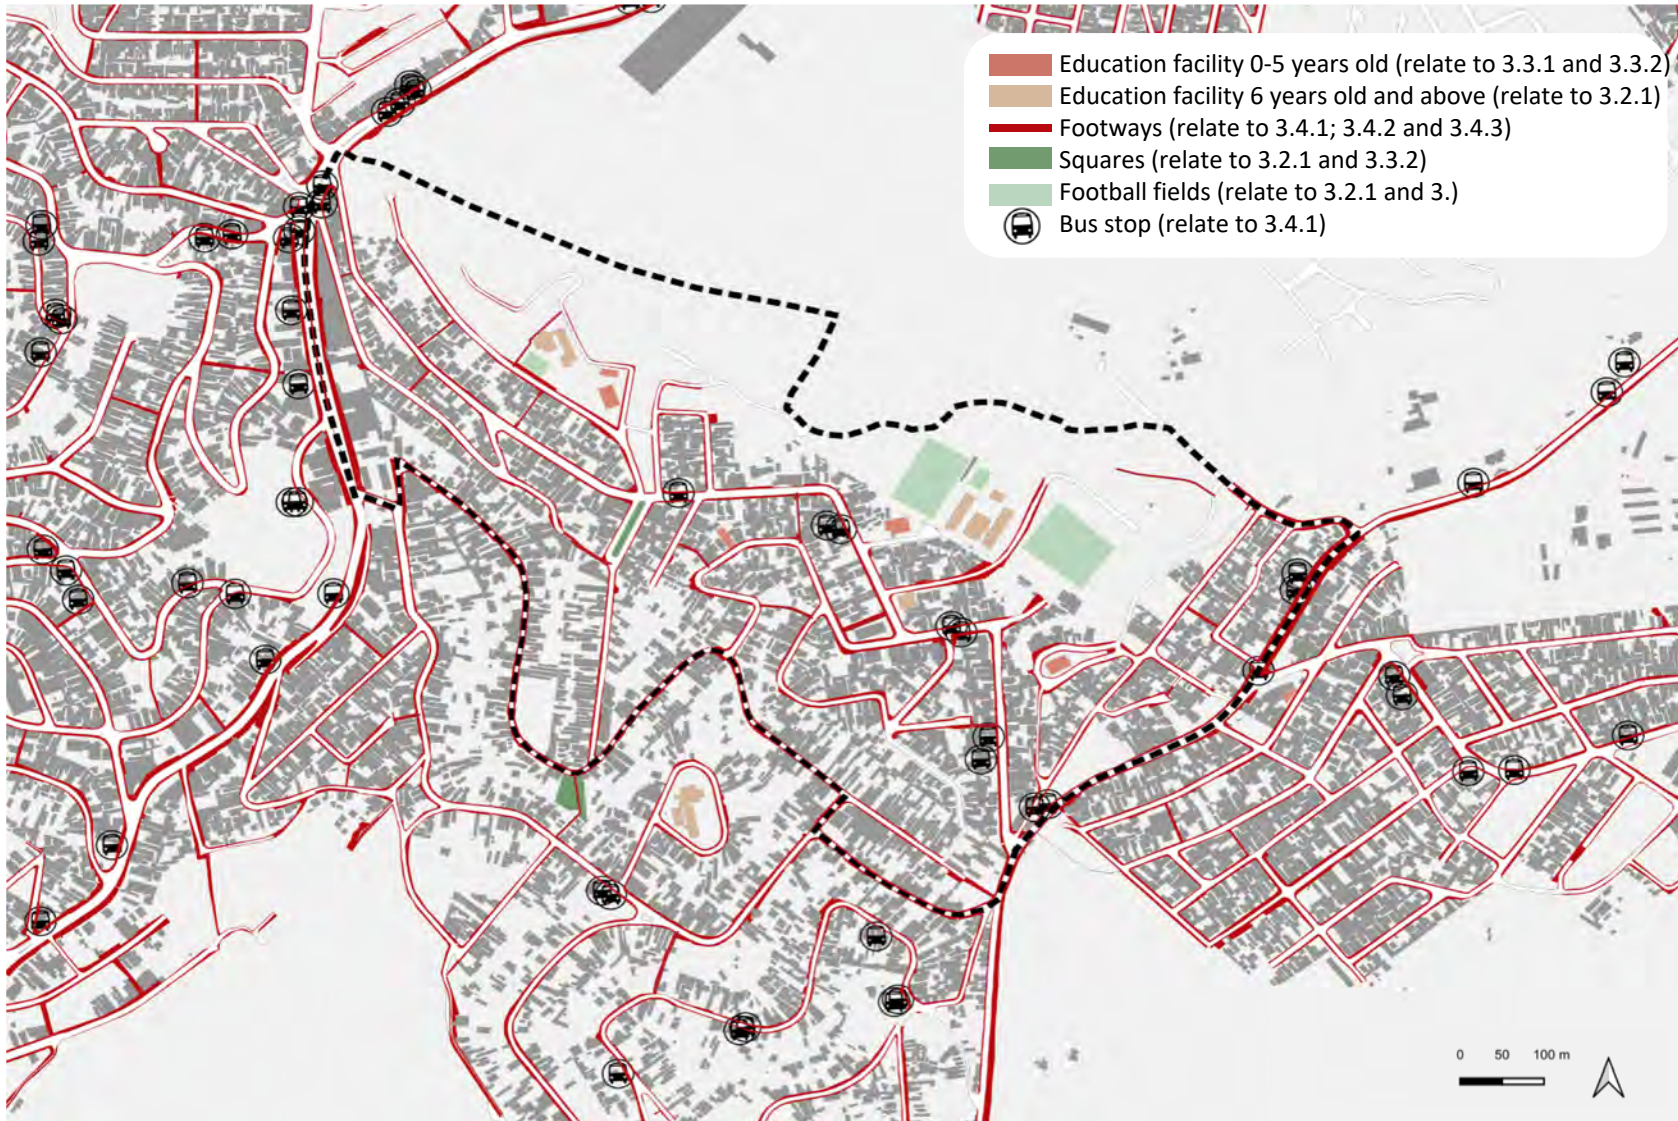 Education facility 0-5 years old (relate to 3.3.1 and 3.3.2)
Education facility 6 years old and above (relate to 3.2.1)
Footways (relate to 3.4.1; 3.4.2 and 3.4.3)
Squares (relate to 3.2.1 and 3.3.2)
Football fields (relate to 3.2.1 and 3.)
Bus stop (relate to 3.4.1)
0 50 100 m